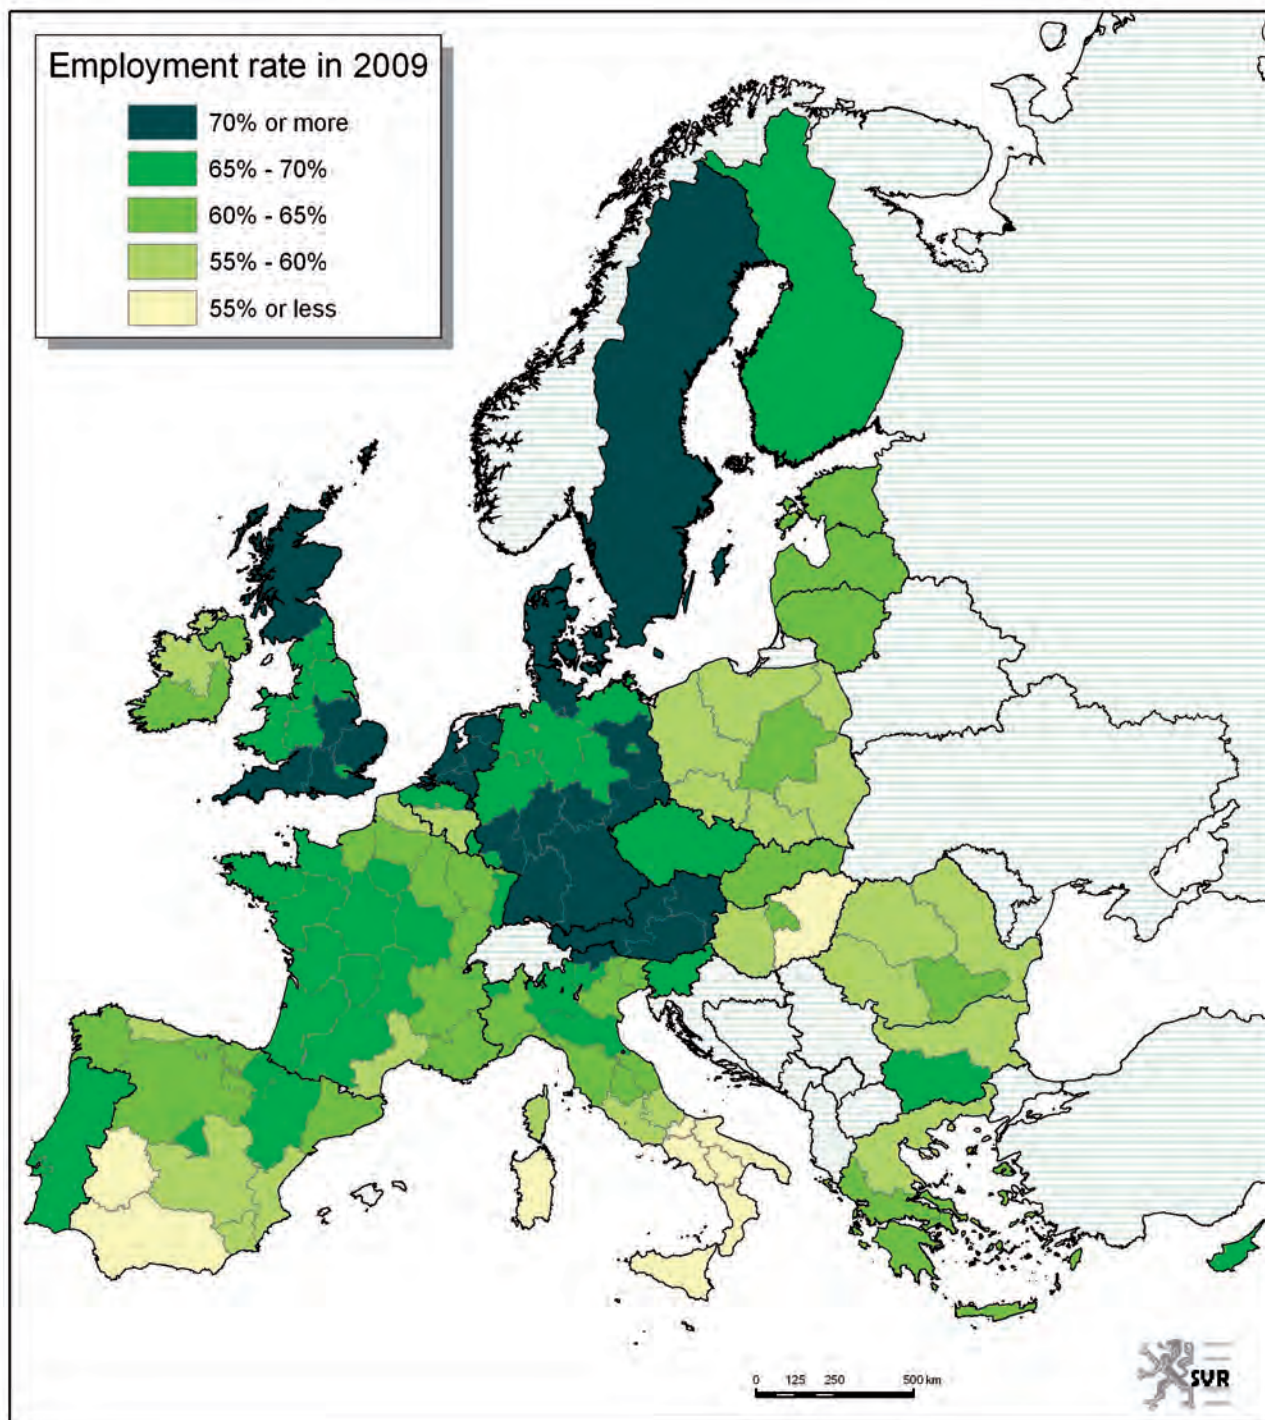 Employment rate in 2009
70% or more
65% - 70%
60% - 65%
55% - 60%
55% or less
0 125 250 500 km
SVR